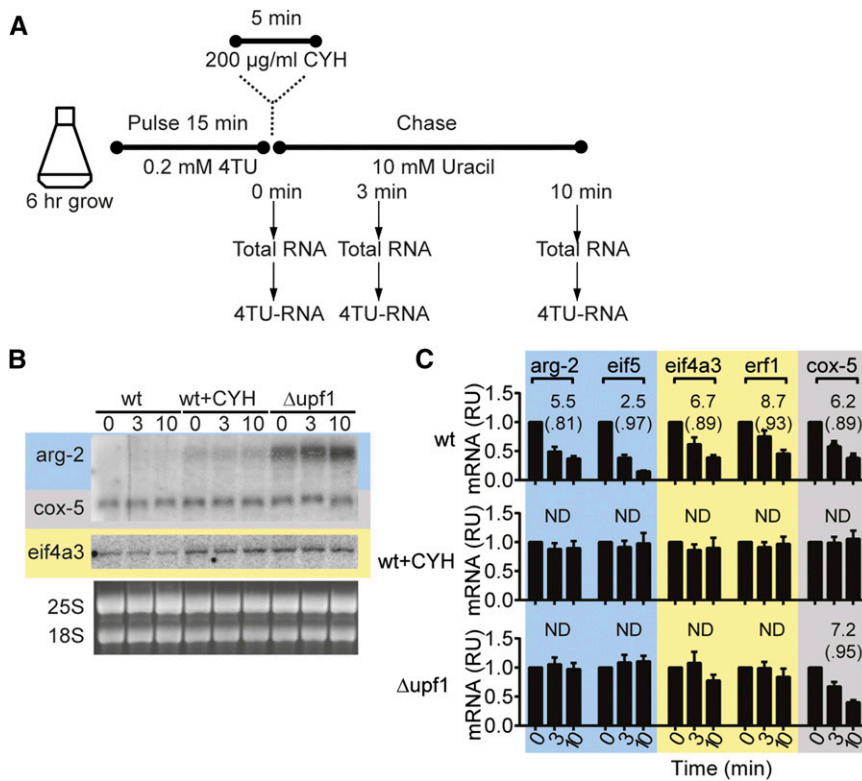 A
5 min
200 µg/ml CYH
Pulse 15 min
Chase
0.2 mM 4TU
10 mM Uracil
6 hr grow
0 min
3 min
10 min
Total RNA
Total RNA
Total RNA
4TU-RNA
4TU-RNA
4TU-RNA
B
wt wt+CYH Δupf1
0 3 10 0 3 10 0 3 10
arg-2
cox-5
eif4a3
25S
18S
C
arg-2 eif5 eif4a3 erf1 cox-5
wt
mRNA (RU)
1.5
1.0
0.5
0.0
5.5 2.5 6.7 8.7 6.2
(.81) (.97) (.89) (.93) (.89)
wt+CYH
mRNA (RU)
1.5
1.0
0.5
0.0
ND ND ND ND ND
Δupf1
mRNA (RU)
1.5
1.0
0.5
0.0
ND ND ND ND 7.2
(.95)
0 3 10 0 3 10 0 3 10 0 3 10 0 3 10
Time (min)